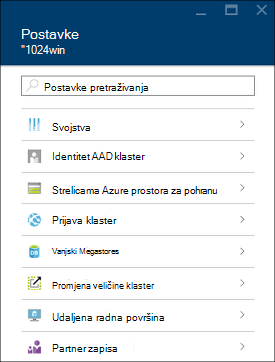 Postavke
"1024win
Postavke pretraživanja
Svojstva
Identitet AAD klaster
Strelicama Azure prostora za pohranu
Prijava klaster
Vanjski Megastores
Promjena veličine klaster
Udaljena radna površina
Partner zapisa